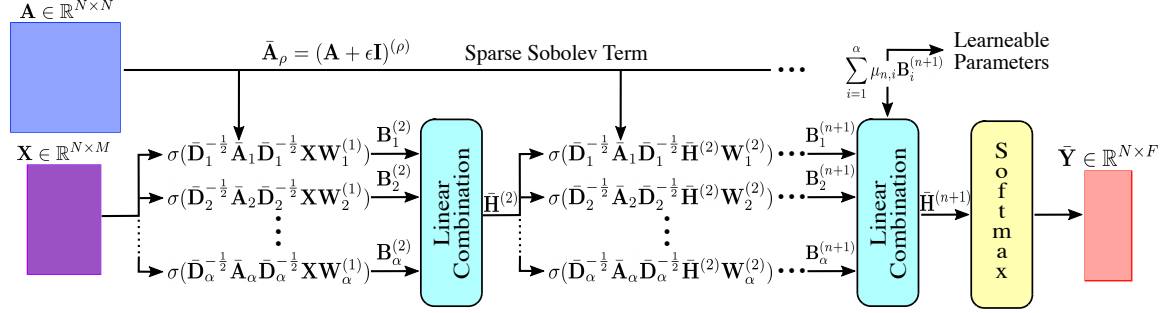 𝐀 ∈ ℝ^{N×N}
Ā_ρ = (𝐀 + ϵ𝐈)^{(ρ)}
Sparse Sobolev Term
Learneable
Parameters
∑_{i=1}^{α} μ_{n,i} B_i^{(n+1)}
𝐗 ∈ ℝ^{N×M}
σ(D̄_1^{-1/2} Ā_1 D̄_1^{-1/2} X W_1^{(1)})
σ(D̄_2^{-1/2} Ā_2 D̄_2^{-1/2} X W_2^{(1)})
⋮
σ(D̄_α^{-1/2} Ā_α D̄_α^{-1/2} X W_α^{(1)})
B_1^{(2)}
B_2^{(2)}
B_α^{(2)}
Linear
Combination
H̄^{(2)}
σ(D̄_1^{-1/2} Ā_1 D̄_1^{-1/2} H̄^{(2)} W_1^{(2)})
σ(D̄_2^{-1/2} Ā_2 D̄_2^{-1/2} H̄^{(2)} W_2^{(2)})
⋮
σ(D̄_α^{-1/2} Ā_α D̄_α^{-1/2} H̄^{(2)} W_α^{(2)})
B_1^{(n+1)}
B_2^{(n+1)}
B_α^{(n+1)}
Linear
Combination
H̄^{(n+1)}
Softmax
Ȳ ∈ ℝ^{N×F}